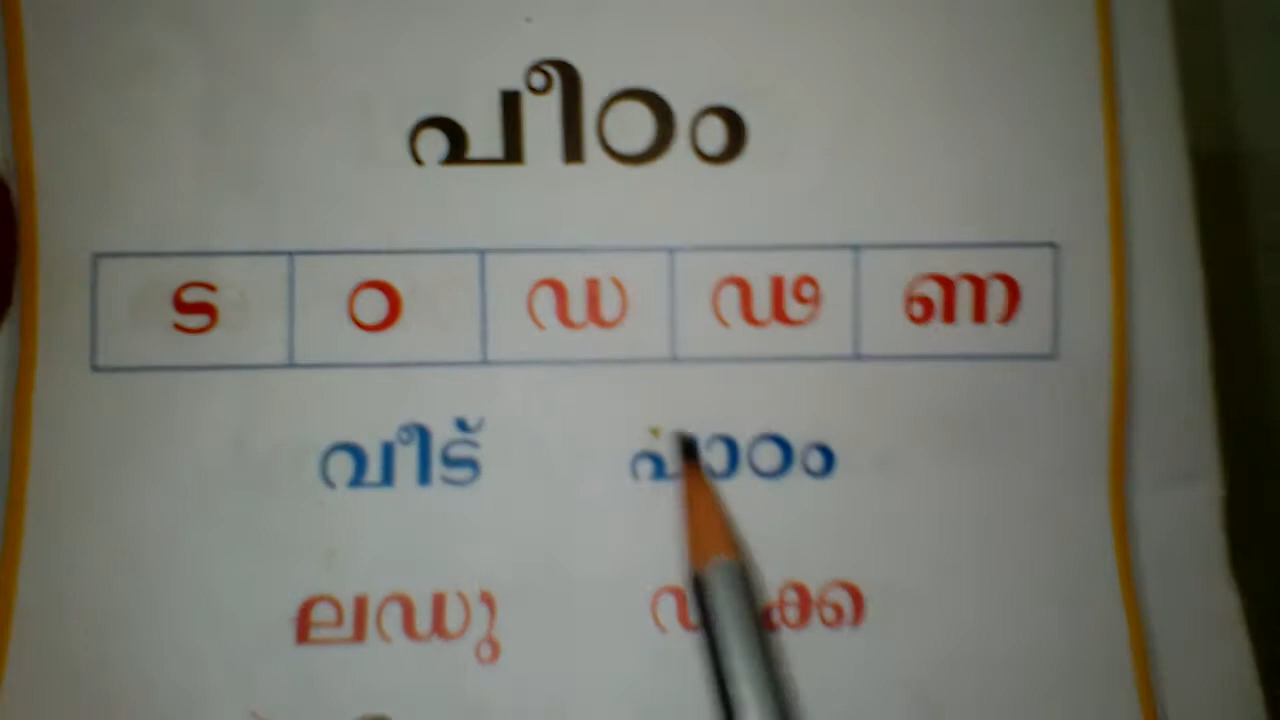 പീഠം
ട ഠ ഡ ഢ ണ
വീട് പാഠം
ലഡു